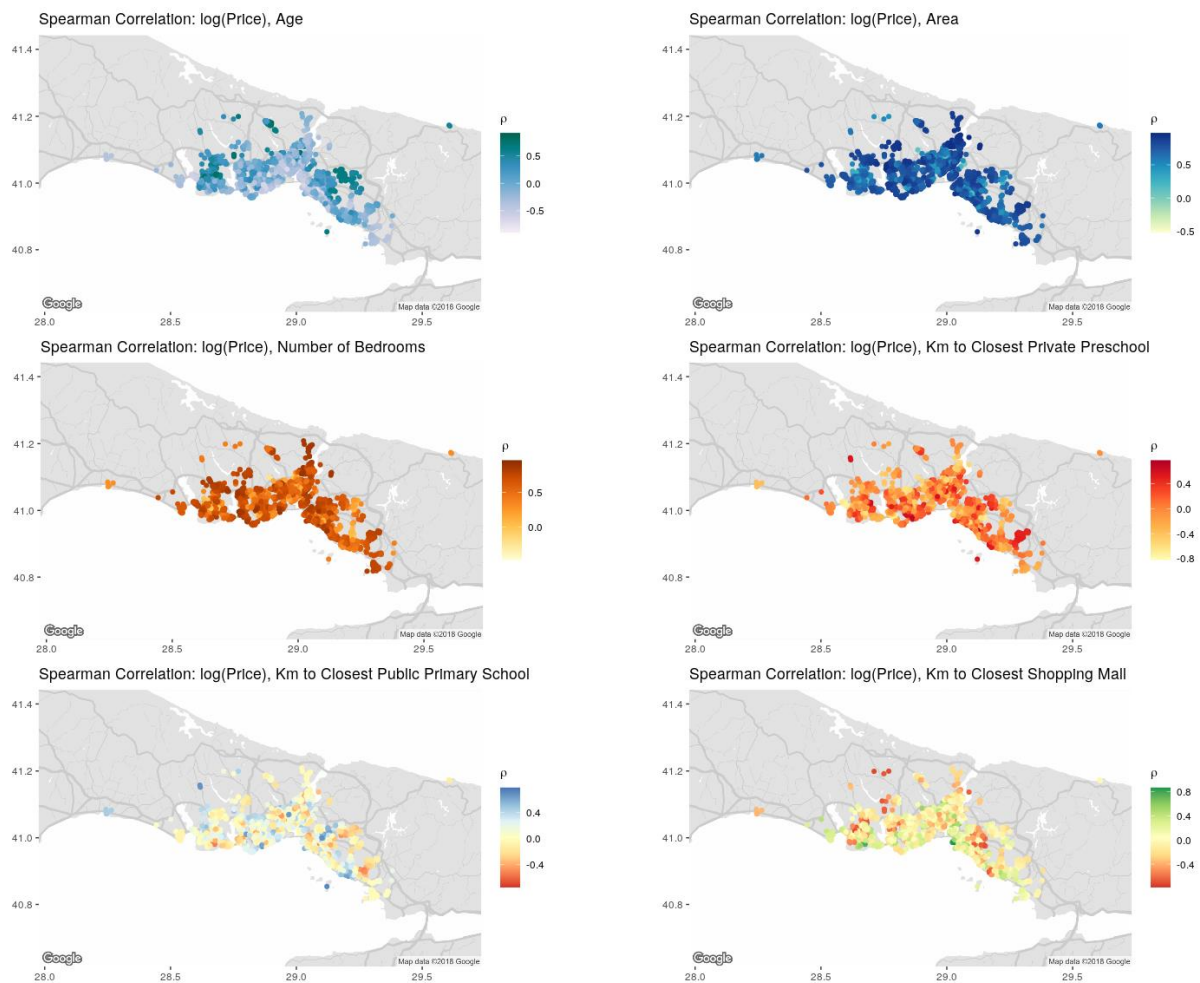 Spearman Correlation: log(Price), Age
41.4
41.2
41.0
40.8
28.0
28.5
29.0
29.5
ρ
0.5
0.0
-0.5
Google
Map data ©2018 Google
Spearman Correlation: log(Price), Area
41.4
41.2
41.0
40.8
28.0
28.5
29.0
29.5
ρ
0.5
0.0
-0.5
Google
Map data ©2018 Google
Spearman Correlation: log(Price), Number of Bedrooms
41.4
41.2
41.0
40.8
28.0
28.5
29.0
29.5
ρ
0.5
0.0
Google
Map data ©2018 Google
Spearman Correlation: log(Price), Km to Closest Private Preschool
41.4
41.2
41.0
40.8
28.0
28.5
29.0
29.5
ρ
0.4
0.0
-0.4
-0.8
Google
Map data ©2018 Google
Spearman Correlation: log(Price), Km to Closest Public Primary School
41.4
41.2
41.0
40.8
28.0
28.5
29.0
29.5
ρ
0.4
0.0
-0.4
Google
Map data ©2018 Google
Spearman Correlation: log(Price), Km to Closest Shopping Mall
41.4
41.2
41.0
40.8
28.0
28.5
29.0
29.5
ρ
0.8
0.4
0.0
-0.4
Google
Map data ©2018 Google